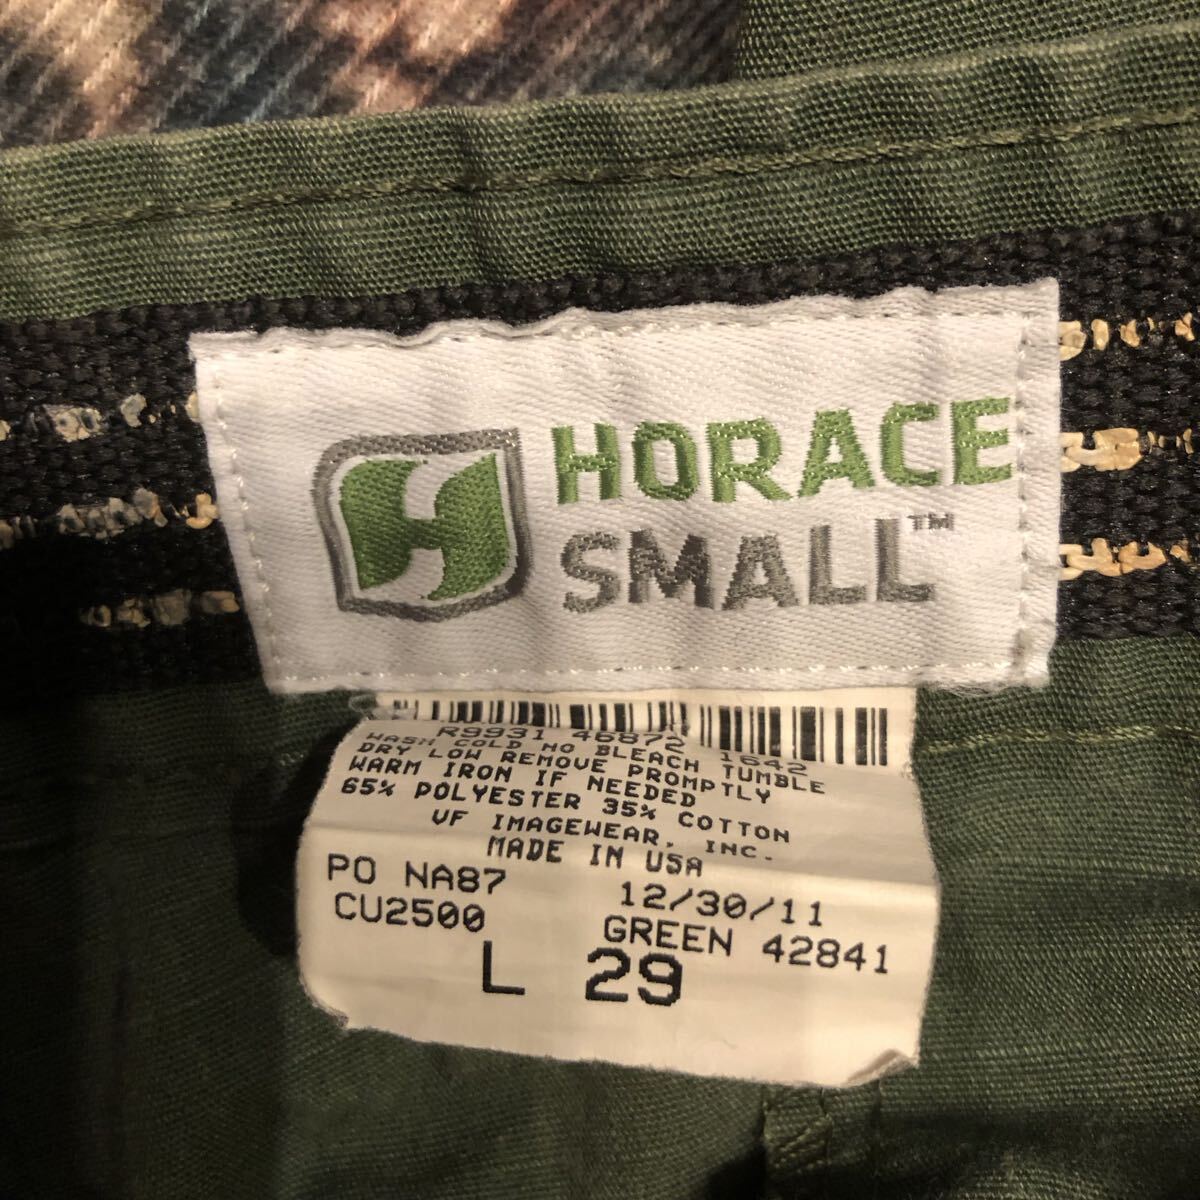 HORACE
SMALL™
R9931 46872 1642
WASH COLD NO BLEACH TUMBLE
DRY LOW REMOVE PROMPTLY
WARM IRON IF NEEDED
65% POLYESTER 35% COTTON
VF IMAGEWEAR, INC.
MADE IN USA
PO NA87 12/30/11
CU2500 GREEN 42841
L 29